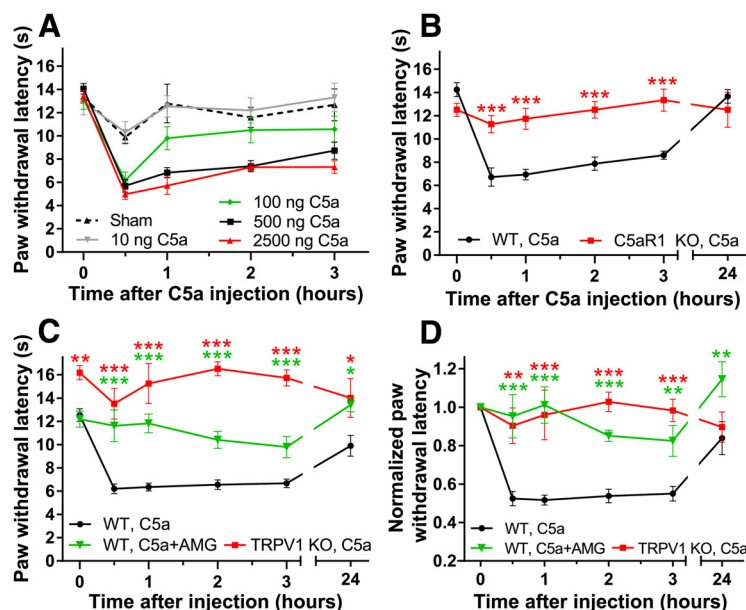 A
Paw withdrawal latency (s)
16
14
12
10
8
6
4
2
0
Sham
10 ng C5a
100 ng C5a
500 ng C5a
2500 ng C5a
0
1
2
3
Time after C5a injection (hours)
B
Paw withdrawal latency (s)
16
14
12
10
8
6
4
2
0
***
***
***
***
WT, C5a
C5aR1 KO, C5a
0
1
2
3
24
Time after C5a injection (hours)
C
Paw withdrawal latency (s)
16
14
12
10
8
6
4
2
0
**
***
***
***
***
***
***
***
***
*
*
WT, C5a
WT, C5a+AMG
TRPV1 KO, C5a
0
1
2
3
24
Time after injection (hours)
D
Normalized paw
withdrawal latency
1.2
1.0
0.8
0.6
0.4
0.2
**
***
***
***
***
***
***
**
**
WT, C5a
WT, C5a+AMG
TRPV1 KO, C5a
0
1
2
3
24
Time after injection (hours)